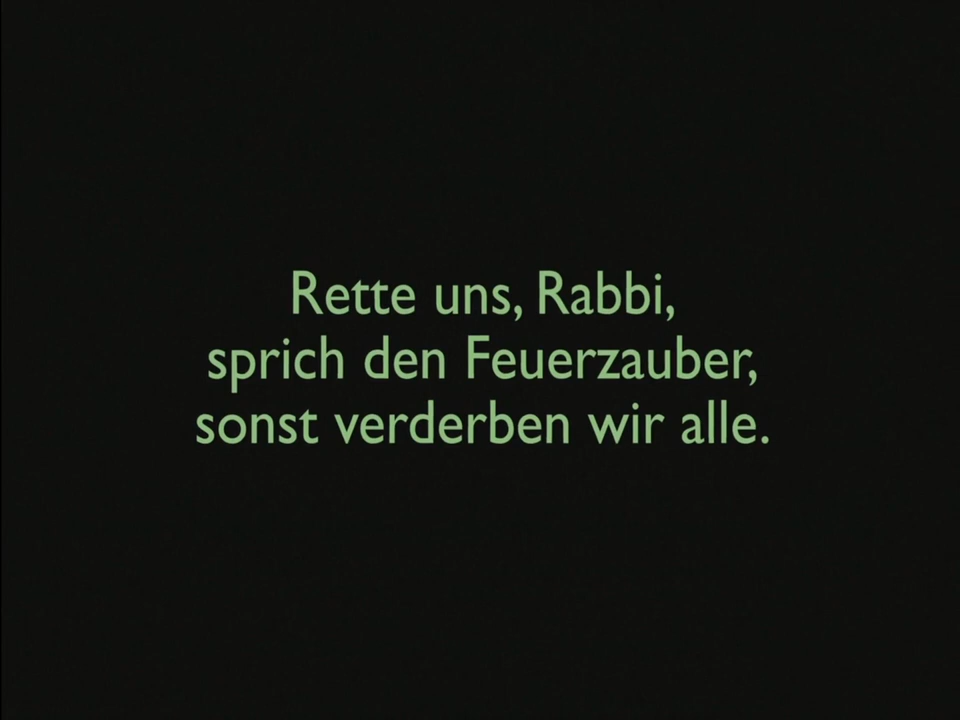 Rette uns, Rabbi,
sprich den Feuerzauber,
sonst verderben wir alle.